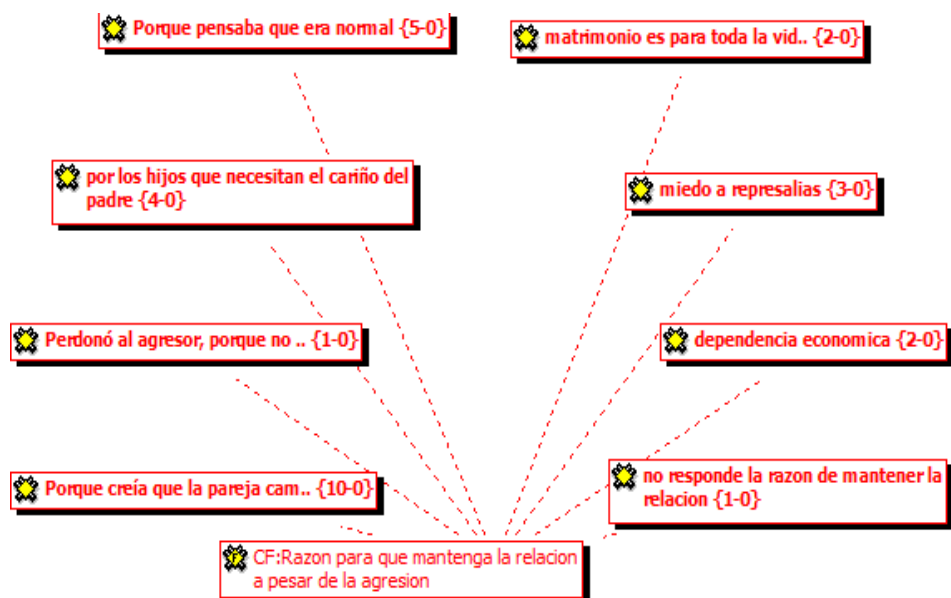 Porque pensaba que era normal {5-0}
matrimonio es para toda la vid.. {2-0}
por los hijos que necesitan el cariño del
padre {4-0}
miedo a represalias {3-0}
Perdonó al agresor, porque no .. {1-0}
dependencia economica {2-0}
Porque creía que la pareja cam.. {10-0}
no responde la razon de mantener la
relacion {1-0}
CF:Razon para que mantenga la relacion
a pesar de la agresion